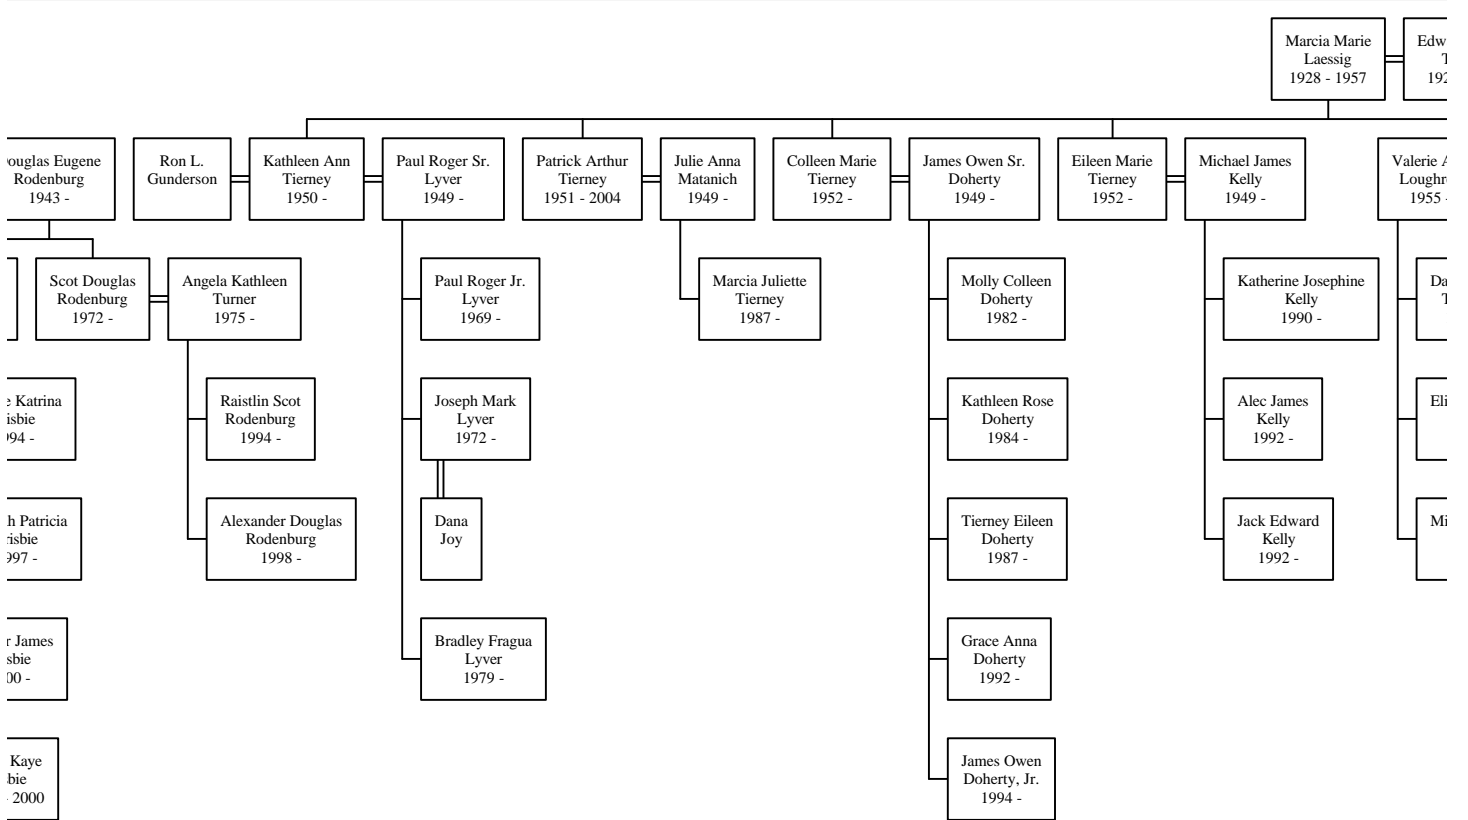 Marcia Marie
Laessig
1928 - 1957
Rodenburg
1943 -
Ron L.
Gunderson
Kathleen Ann
Tierney
1950 -
Paul Roger Sr.
Lyver
1949 -
Patrick Arthur
Tierney
1951 - 2004
Julie Anna
Matanich
1949 -
Colleen Marie
Tierney
1952 -
James Owen Sr.
Doherty
1949 -
Eileen Marie
Tierney
1952 -
Michael James
Kelly
1949 -
Valerie
1955 -
Eugene
Scot Douglas
Rodenburg
1972 -
Angela Kathleen
Turner
1975 -
Paul Roger Jr.
Lyver
1969 -
Marcia Juliette
Tierney
1987 -
Molly Colleen
Doherty
1982 -
Katherine Josephine
Kelly
1990 -
Katrina
Raistlin Scot
Rodenburg
1994 -
Joseph Mark
Lyver
1972 -
Kathleen Rose
Doherty
1984 -
Alec James
Kelly
1992 -
Patricia
Alexander Douglas
Rodenburg
1998 -
Dana
Joy
Tierney Eileen
Doherty
1987 -
Jack Edward
Kelly
1992 -
James
Bradley Fragua
Lyver
1979 -
Grace Anna
Doherty
1992 -
Kaye
2000
James Owen
Doherty, Jr.
1994 -